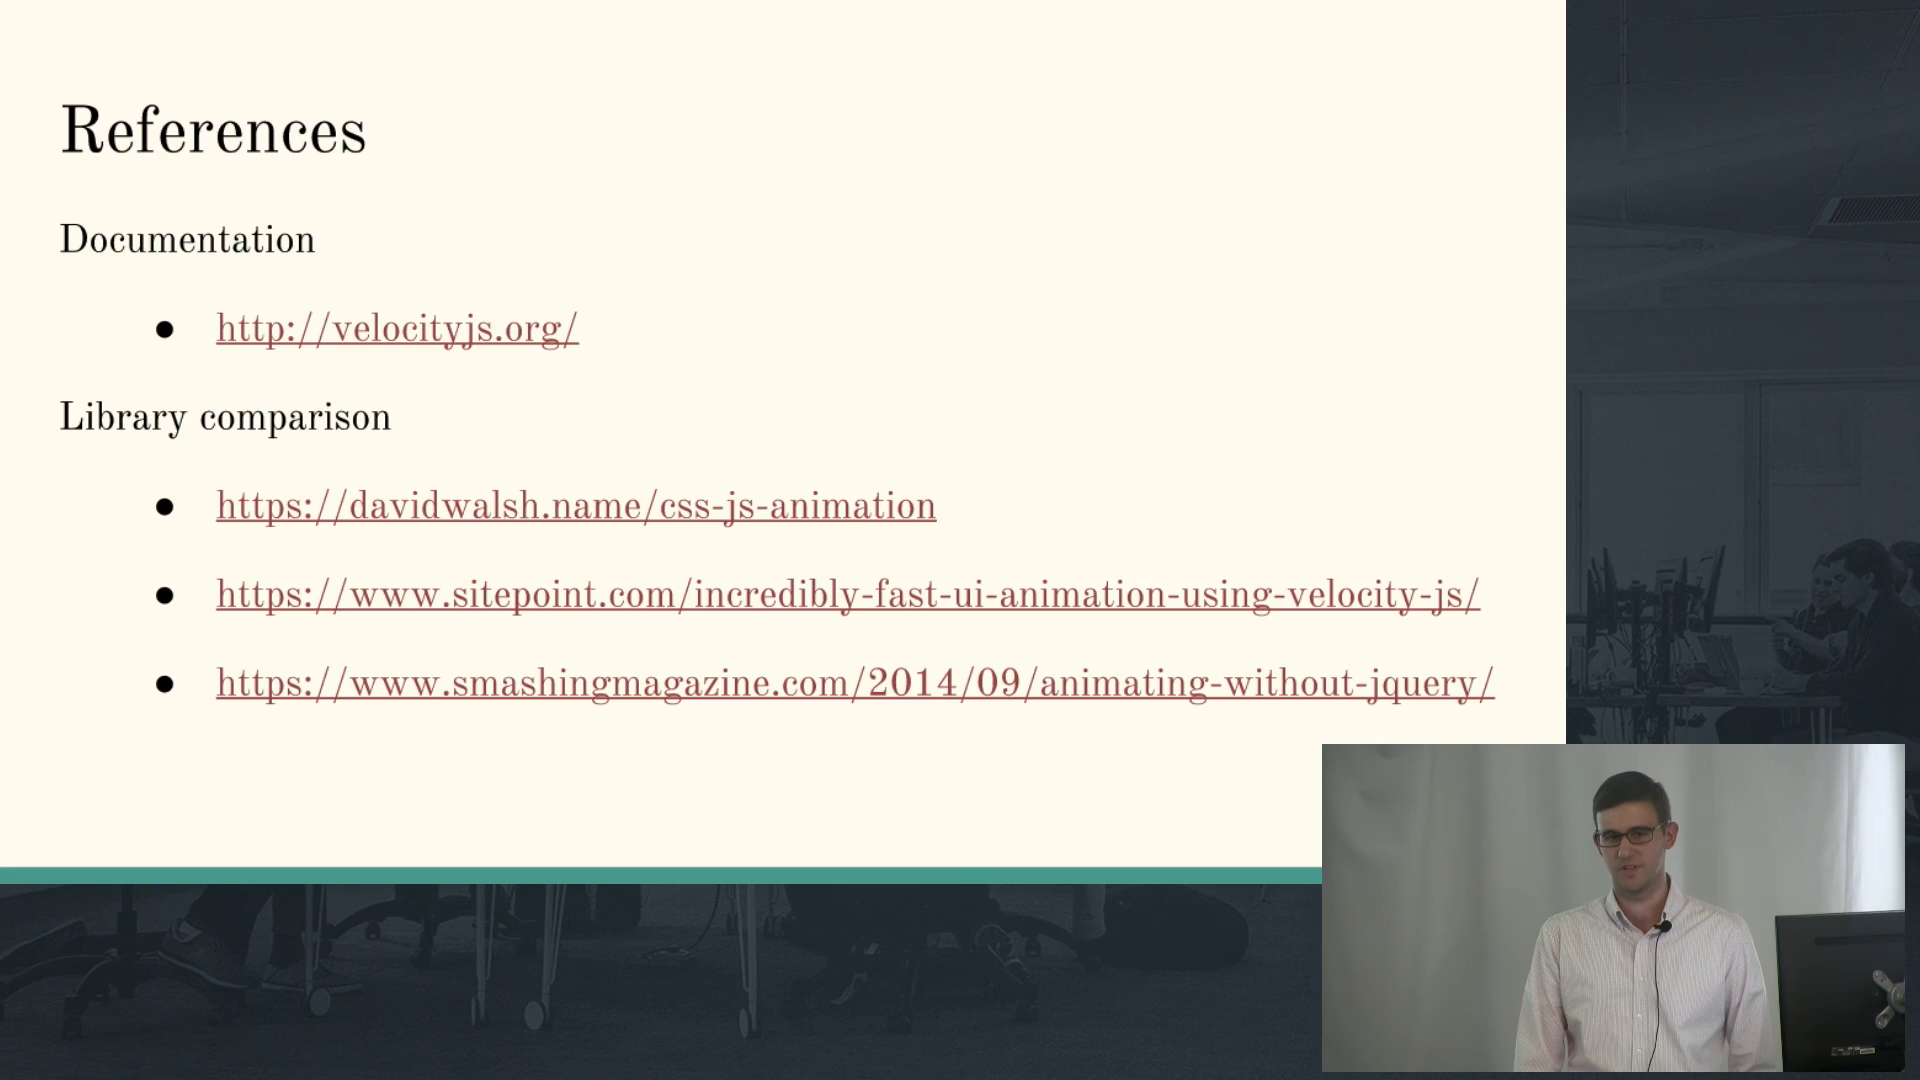 References
Documentation
● http://velocityjs.org/
Library comparison
● https://davidwalsh.name/css-js-animation
● https://www.sitepoint.com/incredibly-fast-ui-animation-using-velocity-js/
● https://www.smashingmagazine.com/2014/09/animating-without-jquery/